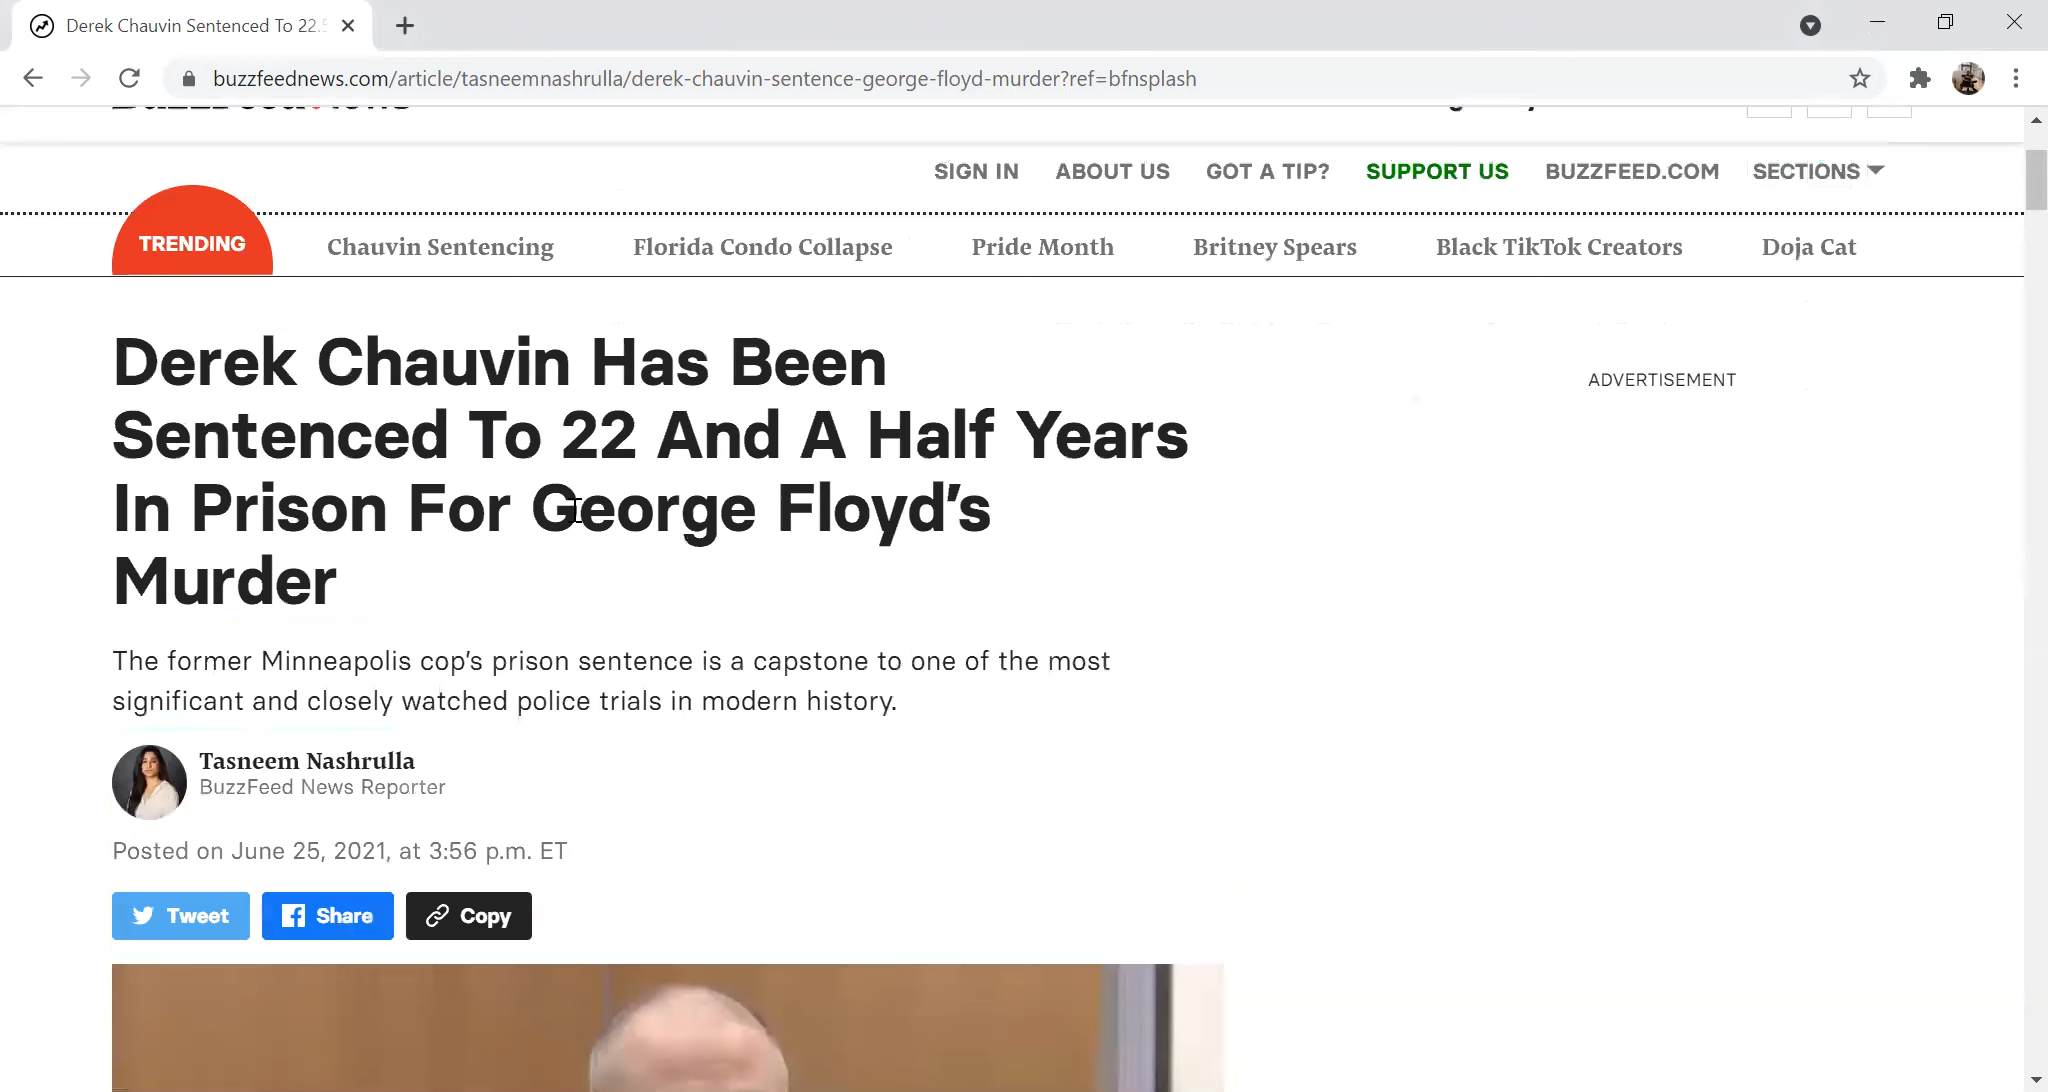 Derek Chauvin Sentenced To 22.5
buzzfeednews.com/article/tasneemnashrulla/derek-chauvin-sentence-george-floyd-murder?ref=bfnsplash
SIGN IN ABOUT US GOT A TIP? SUPPORT US BUZZFEED.COM SECTIONS
TRENDING Chauvin Sentencing Florida Condo Collapse Pride Month Britney Spears Black TikTok Creators Doja Cat
Derek Chauvin Has Been
Sentenced To 22 And A Half Years
In Prison For George Floyd's
Murder
ADVERTISEMENT
The former Minneapolis cop's prison sentence is a capstone to one of the most
significant and closely watched police trials in modern history.
Tasneem Nashrulla
BuzzFeed News Reporter
Posted on June 25, 2021, at 3:56 p.m. ET
Tweet Share Copy